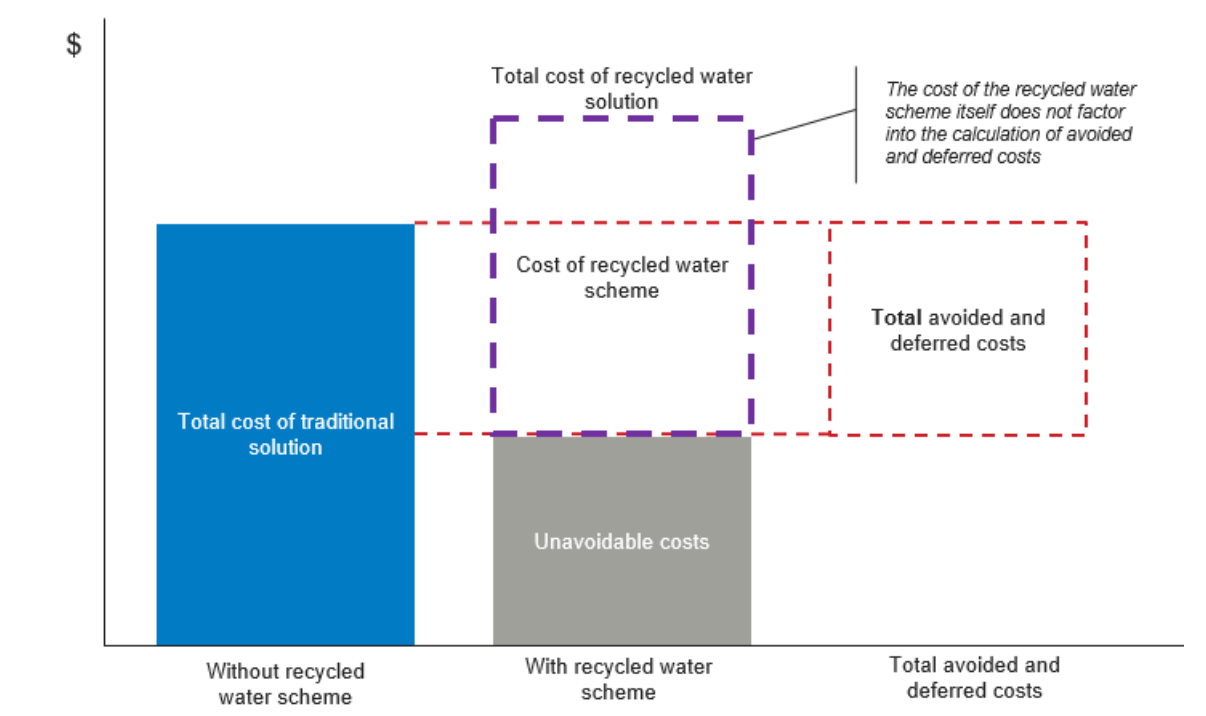 $
Total cost of recycled water
solution
The cost of the recycled water
scheme itself does not factor
into the calculation of avoided
and deferred costs
Cost of recycled water
scheme
Total avoided and
deferred costs
Total cost of traditional
solution
Unavoidable costs
Without recycled
water scheme
With recycled water
scheme
Total avoided and
deferred costs